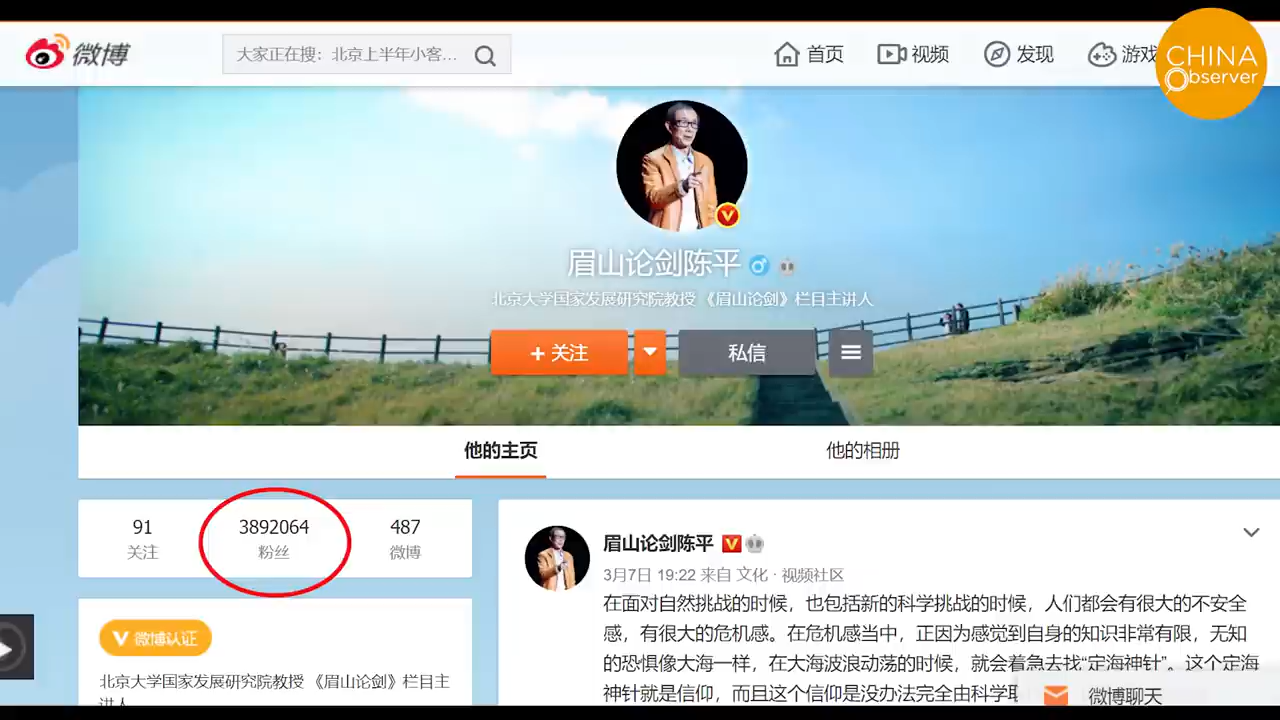 微博
大家正在搜：北京上半年小客...
首页
视频
发现
游戏
CHINA
Observer
眉山论剑陈平
北京大学国家发展研究院教授 《眉山论剑》栏目主讲人
+ 关注
私信
他的主页
他的相册
91
3892064
487
关注
粉丝
微博
V 微博认证
北京大学国家发展研究院教授 《眉山论剑》栏目主
讲人
眉山论剑陈平
3月7日 19:22 来自 文化 · 视频社区
在面对自然挑战的时候，也包括新的科学挑战的时候，人们都会有很大的不安全
感，有很大的危机感。在危机感当中，正因为感觉到自身的知识非常有限，无知
的恐惧像大海一样，在大海波浪动荡的时候，就会着急去找“定海神针”。这个定海
神针就是信仰，而且这个信仰是没办法完全由科学
微博聊天